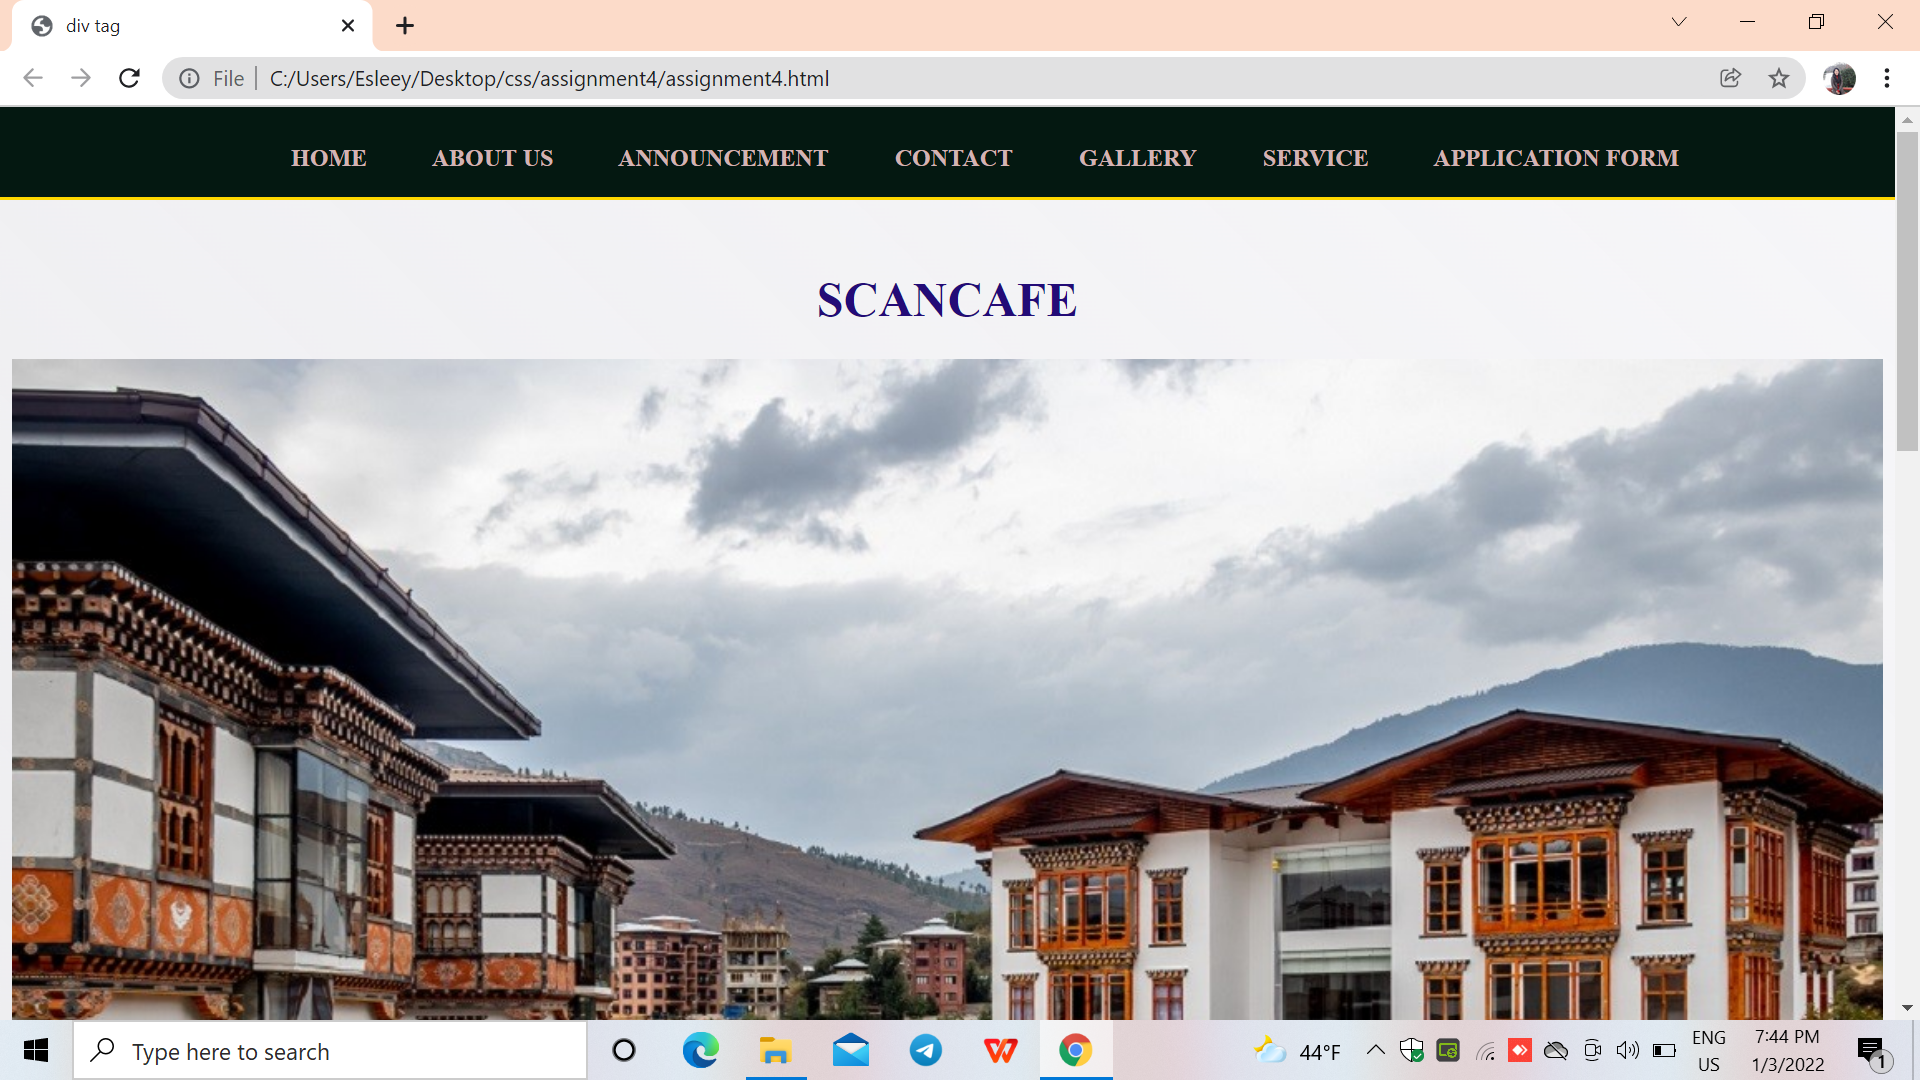 div tag
File
C:/Users/Esleey/Desktop/css/assignment4/assignment4.html
HOME ABOUT US ANNOUNCEMENT CONTACT GALLERY SERVICE APPLICATION FORM
SCANCAFE
Type here to search
44°F
ENG
US
7:44 PM
1/3/2022
1